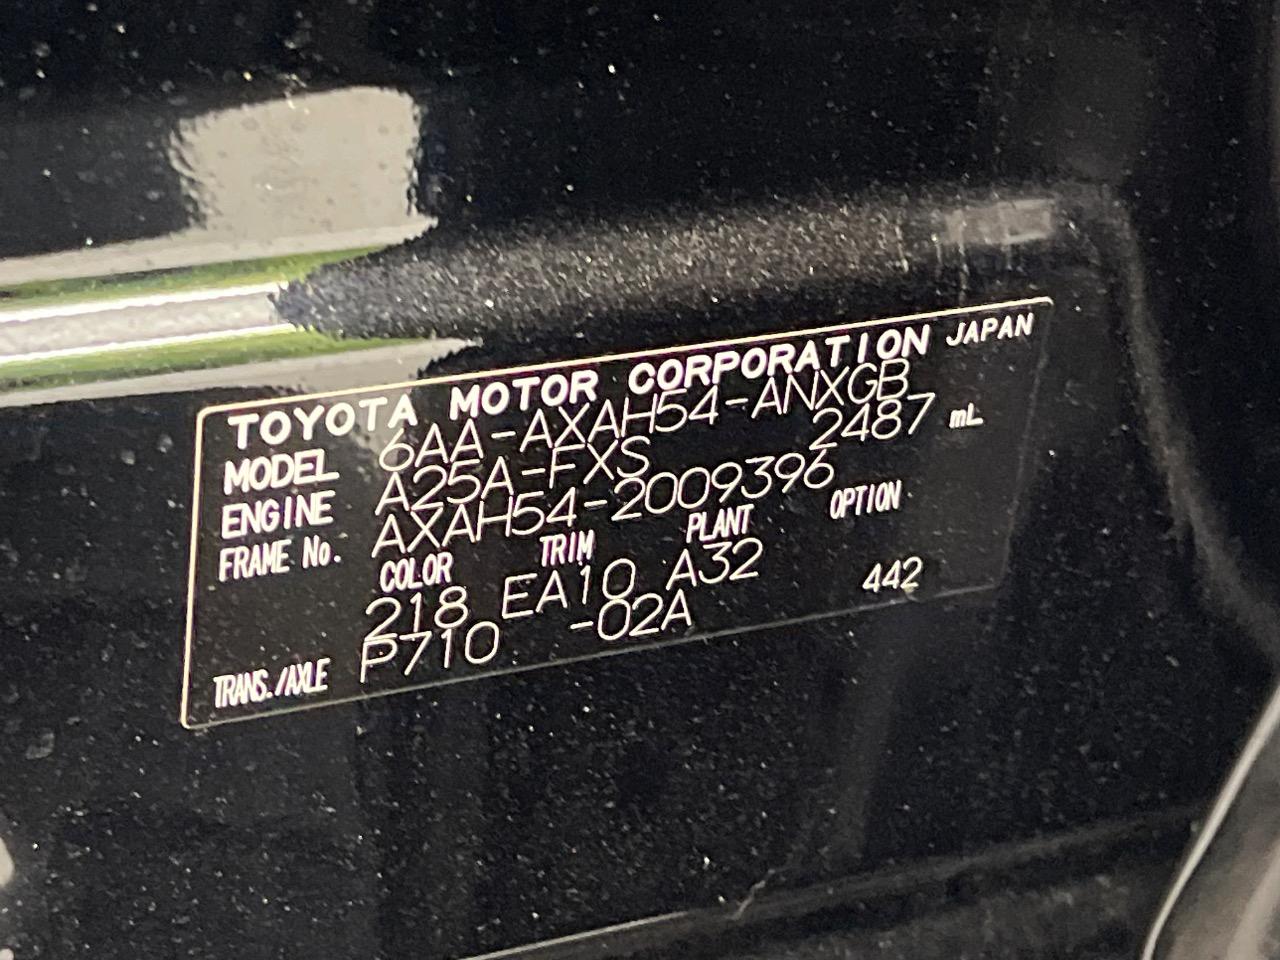 TOYOTA MOTOR CORPORATION JAPAN
MODEL 6AA-AXAH54-ANXGB
ENGINE A25A-FXS 2487 mL
FRAME No. AXAH54-2009396
COLOR TRIM PLANT OPTION
218 EA10 A32 442
TRANS./AXLE P710 -02A